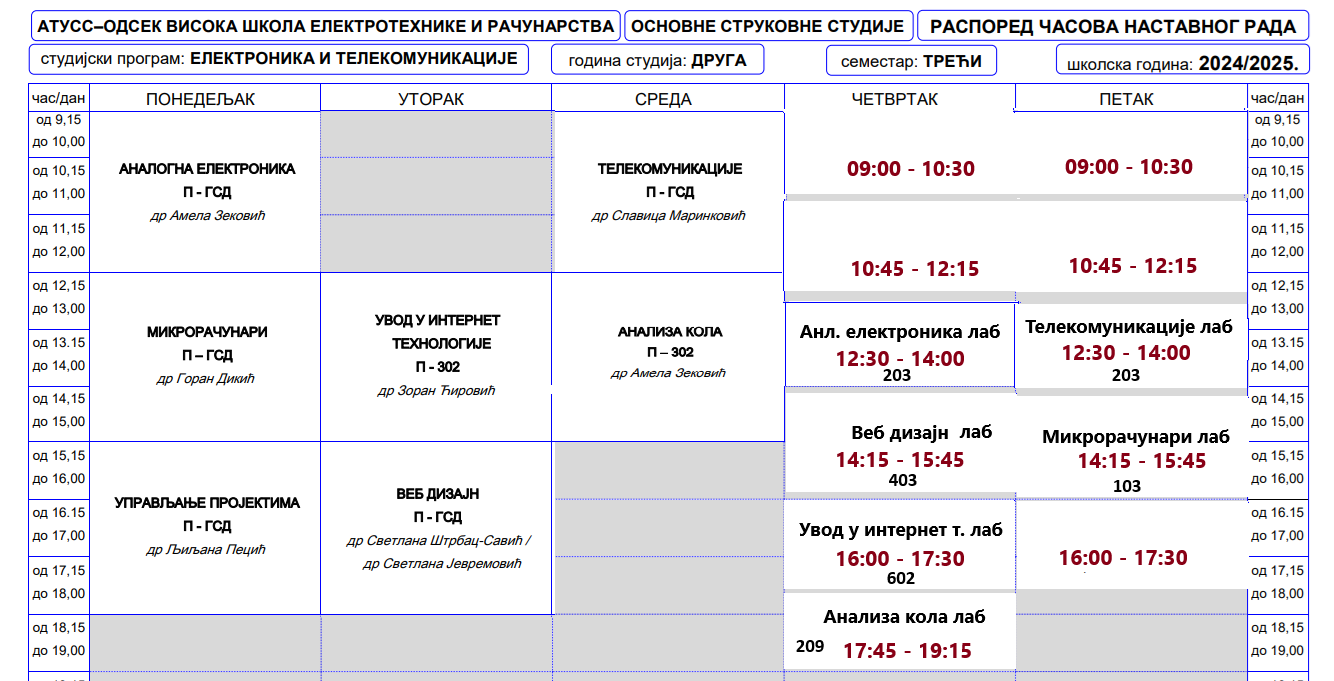 АТУСС–ОДСЕК ВИСОКА ШКОЛА ЕЛЕКТРОТЕХНИКЕ И РАЧУНАРСТВА
ОСНОВНЕ СТРУКОВНЕ СТУДИЈЕ
РАСПОРЕД ЧАСОВА НАСТАВНОГ РАДА
студијски програм: ЕЛЕКТРОНИКА И ТЕЛЕКОМУНИКАЦИЈЕ
година студија: ДРУГА
семестар: ТРЕЋИ
школска година: 2024/2025.
час/дан
ПОНЕДЕЉАК
УТОРАК
СРЕДА
ЧЕТВРТАК
ПЕТАК
час/дан
од 9,15
до 10,00
од 10,15
до 11,00
од 11,15
до 12,00
од 12,15
до 13,00
од 13.15
до 14,00
од 14,15
до 15,00
од 15,15
до 16,00
од 16.15
до 17,00
од 17,15
до 18,00
од 18,15
до 19,00
АНАЛОГНА ЕЛЕКТРОНИКА
П - ГСД
др Амела Зековић
МИКРОРАЧУНАРИ
П – ГСД
др Горан Дикић
УПРАВЉАЊЕ ПРОЈЕКТИМА
П - ГСД
др Љиљана Пецић
УВОД У ИНТЕРНЕТ
ТЕХНОЛОГИЈЕ
П - 302
др Зоран Ћировић
ВЕБ ДИЗАЈН
П - ГСД
др Светлана Штрбац-Савић /
др Светлана Јевремовић
ТЕЛЕКОМУНИКАЦИЈЕ
П - ГСД
др Славица Маринковић
АНАЛИЗА КОЛА
П – 302
др Амела Зековић
09:00 - 10:30
10:45 - 12:15
Анл. електроника лаб
12:30 - 14:00
203
Веб дизајн лаб
14:15 - 15:45
403
Увод у интернет т. лаб
16:00 - 17:30
602
Анализа кола лаб
209 17:45 - 19:15
09:00 - 10:30
10:45 - 12:15
Телекомуникације лаб
12:30 - 14:00
203
Микрорачунари лаб
14:15 - 15:45
103
16:00 - 17:30
од 9,15
до 10,00
од 10,15
до 11,00
од 11,15
до 12,00
од 12,15
до 13,00
од 13.15
до 14,00
од 14,15
до 15,00
од 15,15
до 16,00
од 16.15
до 17,00
од 17,15
до 18,00
од 18,15
до 19,00